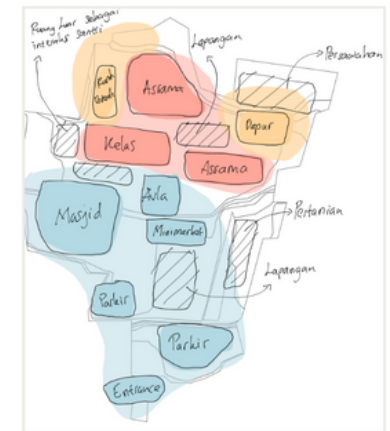 Ruang luar sebagai
interaksi santri
Lapangan
Persawahan
Asrama
Dapur
Kelas
Asrama
Aula
Masjid
Minimarket
Pertanian
Lapangan
Parkir
Parkir
Entrance